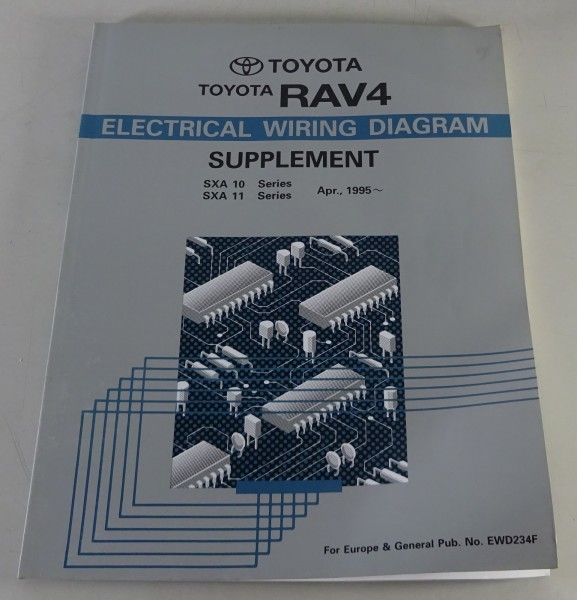 TOYOTA
TOYOTA RAV4
ELECTRICAL WIRING DIAGRAM
SUPPLEMENT
SXA 10 Series
SXA 11 Series Apr., 1995～
For Europe & General Pub. No. EWD234F